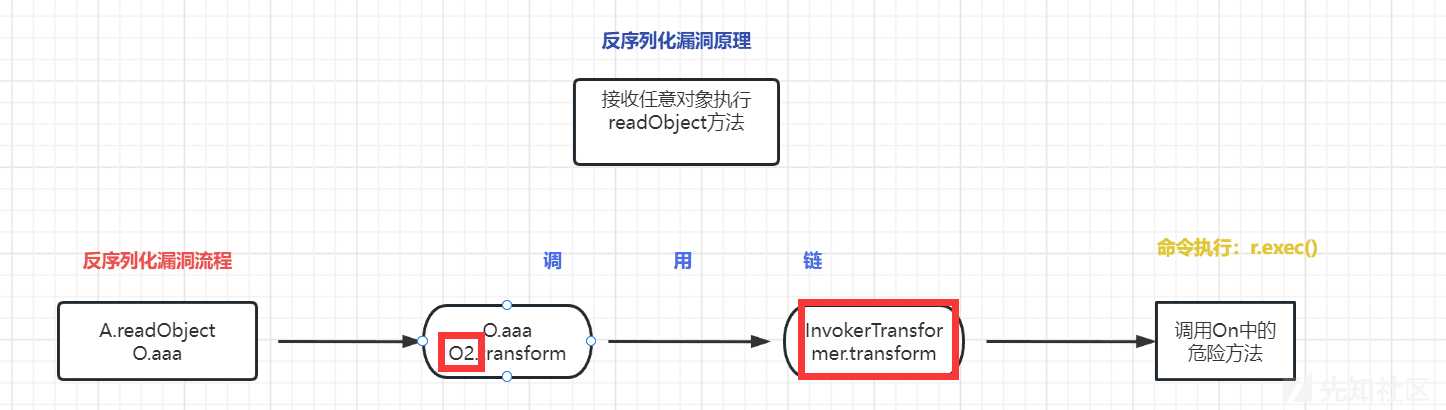 反序列化漏洞原理
接收任意对象执行
readObject方法
反序列化漏洞流程
调 用 链
命令执行：r.exec()
A.readObject
O.aaa
O.aaa
O2.transform
InvokerTransfor
mer.transform
调用On中的
危险方法
先知社区